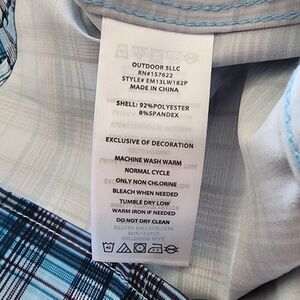 OUTDOOR 5LLC
RN#157622
STYLE# EM13LW182P
MADE IN CHINA
SHELL: 92%POLYESTER
8%SPANDEX
EXCLUSIVE OF DECORATION
MACHINE WASH WARM
NORMAL CYCLE
ONLY NON CHLORINE
BLEACH WHEN NEEDED
TUMBLE DRY LOW
WARM IRON IF NEEDED
DO NOT DRY CLEAN